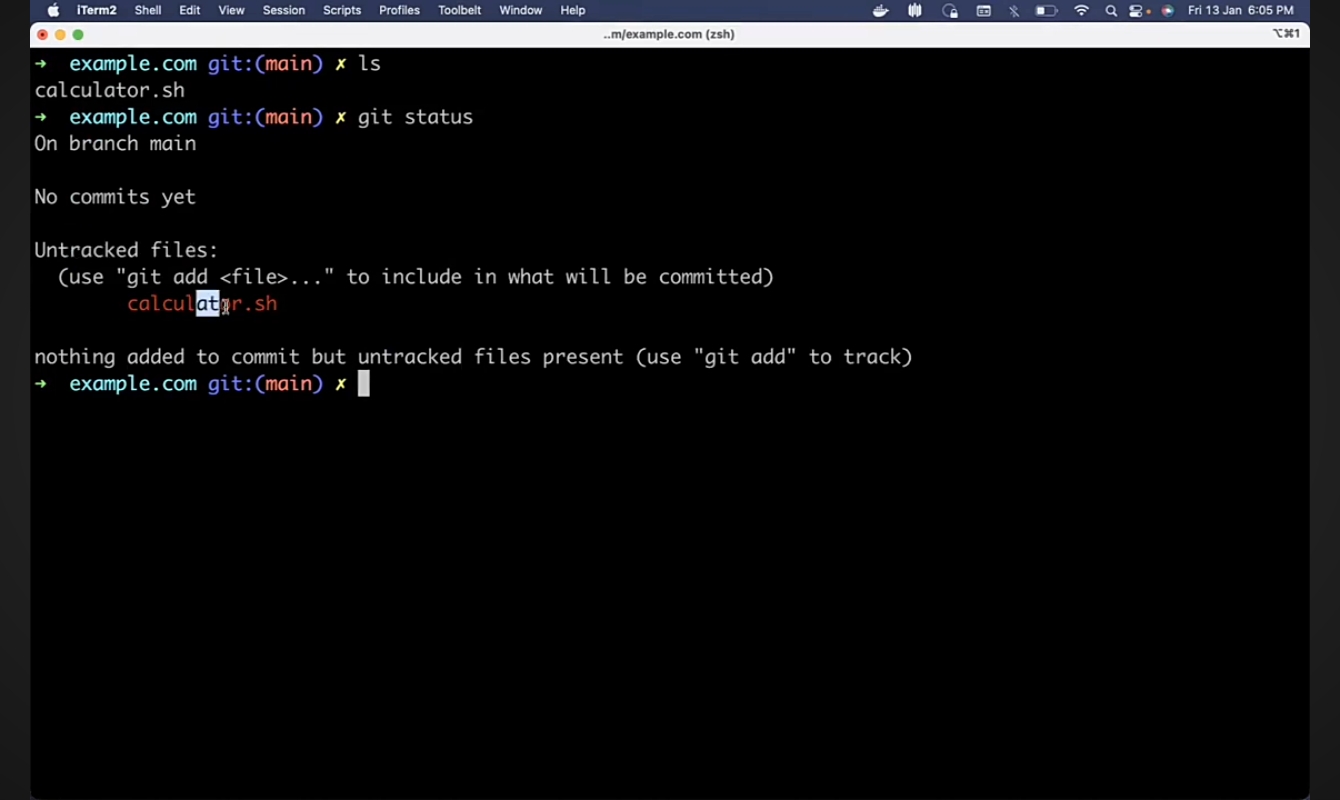 iTerm2 Shell Edit View Session Scripts Profiles Toolbelt Window Help Fri 13 Jan 6:05 PM
..m/example.com (zsh) ⌥⌘1
➜ example.com git:(main) ✗ ls
calculator.sh
➜ example.com git:(main) ✗ git status
On branch main
No commits yet
Untracked files:
(use "git add <file>..." to include in what will be committed)
calculator.sh
nothing added to commit but untracked files present (use "git add" to track)
➜ example.com git:(main) ✗